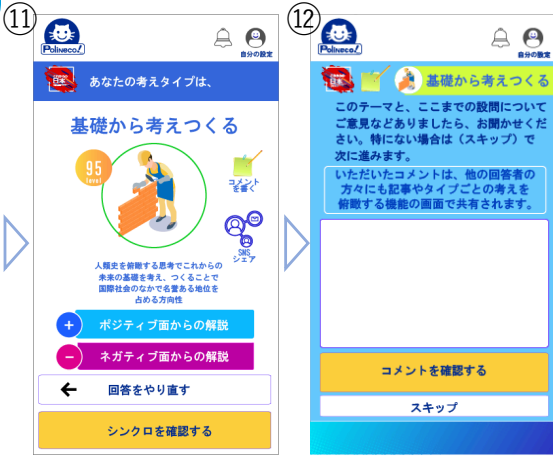 ⑪
Polineco!
自分の設定
日本
あなたの考えタイプは、
基礎から考えつくる
95
level
コメント
を書く
SNS
シェア
人類史を俯瞰する思考でこれからの
未来の基礎を考え、つくることで
国際社会のなかで名誉ある地位を
占める方向性
+ ポジティブ面からの解説
− ネガティブ面からの解説
← 回答をやり直す
シンクロを確認する
⑫
Polineco!
自分の設定
日本
基礎から考えつくる
このテーマと、ここまでの設問について
ご意見などありましたら、お聞かせくだ
さい。特にない場合は（スキップ）で
次に進みます。
いただいたコメントは、他の回答者の
方々にも記事やタイプごとの考えを
俯瞰する機能の画面で共有されます。
コメントを確認する
スキップ